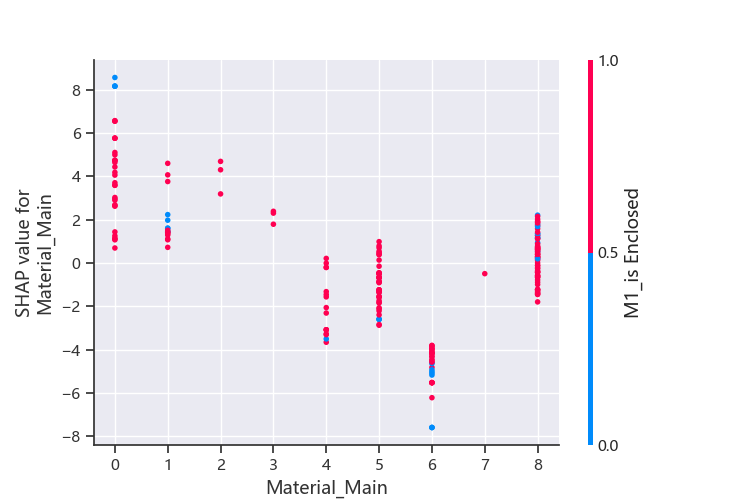 8
6
4
2
0
−2
−4
−6
−8
SHAP value for
Material_Main
0 1 2 3 4 5 6 7 8
Material_Main
1.0
0.5
0.0
M1_is Enclosed